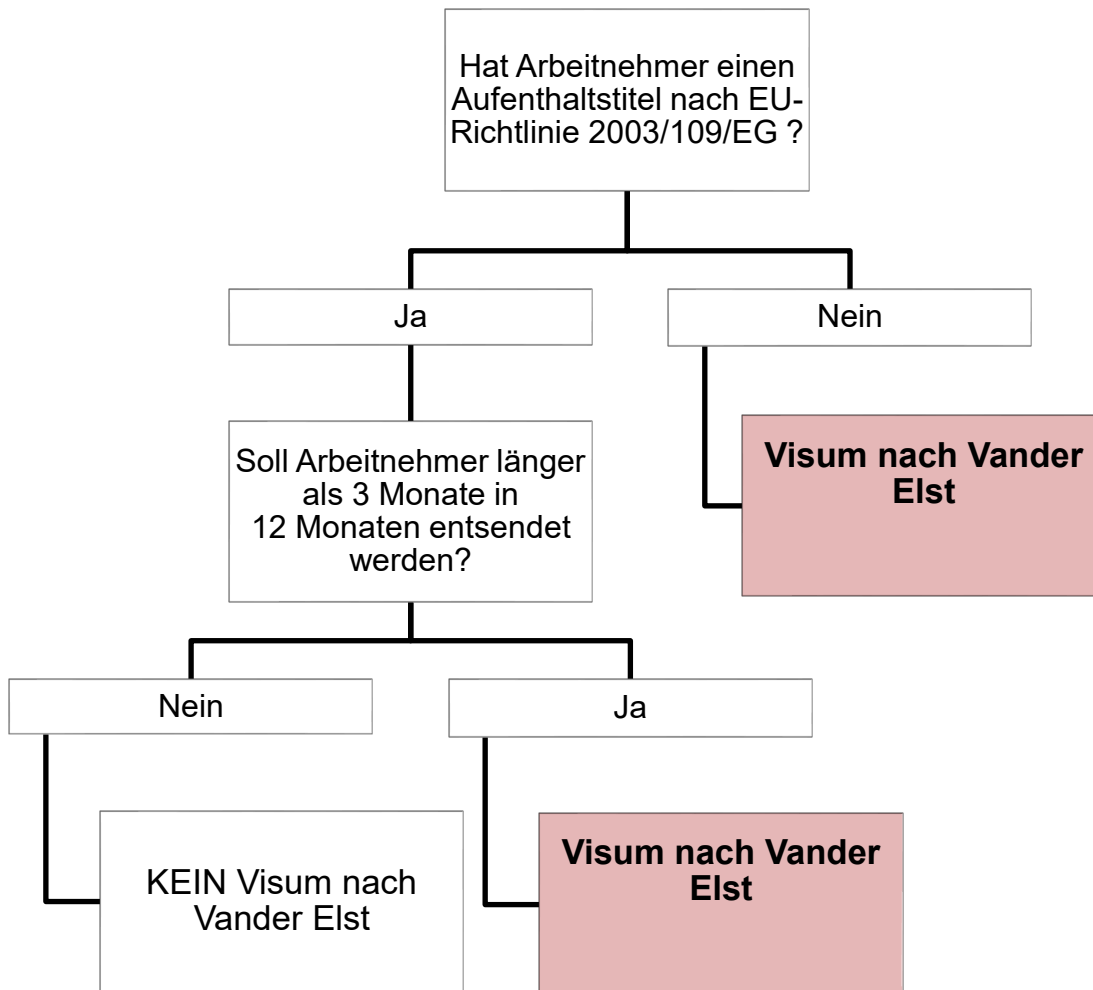 Hat Arbeitnehmer einen
Aufenthaltstitel nach EU-
Richtlinie 2003/109/EG ?
Ja
Nein
Soll Arbeitnehmer länger
als 3 Monate in
12 Monaten entsendet
werden?
Visum nach Vander
Elst
Nein
Ja
KEIN Visum nach
Vander Elst
Visum nach Vander
Elst